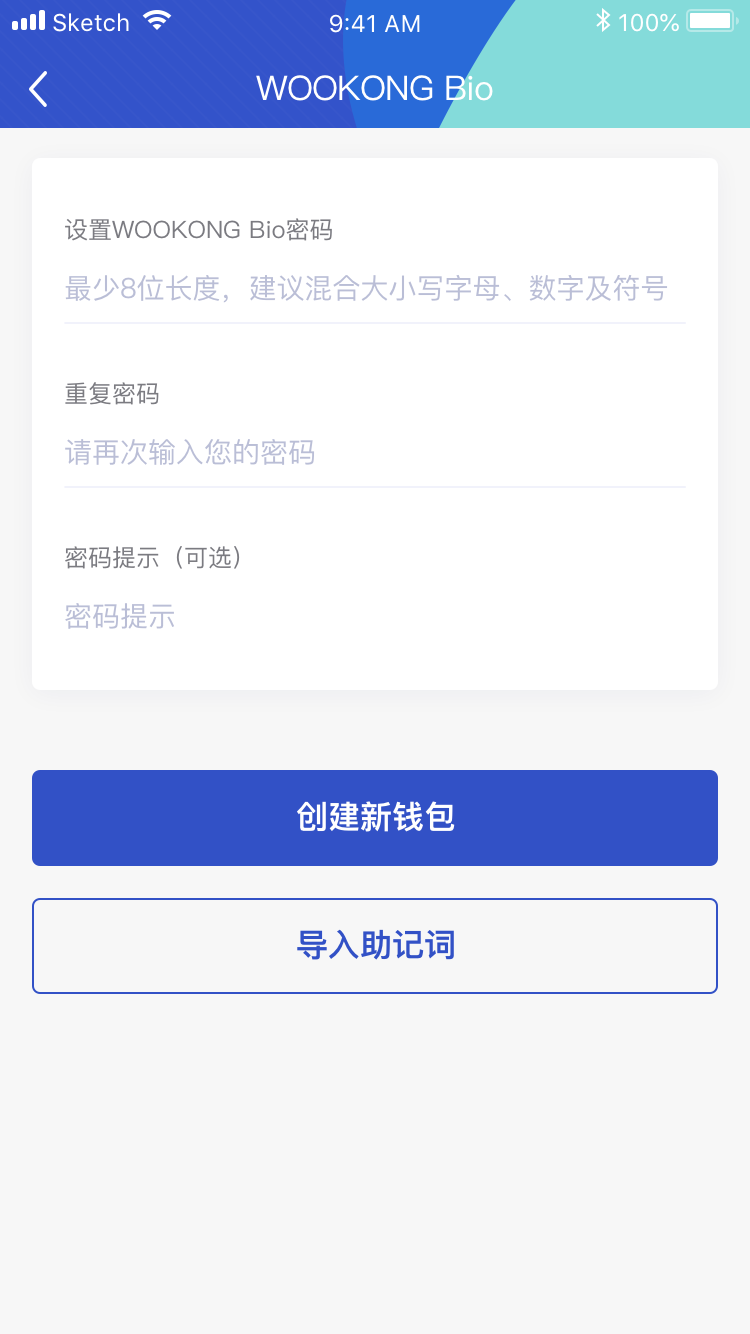 Sketch 9:41 AM 100%
WOOKONG Bio
设置WOOKONG Bio密码
最少8位长度，建议混合大小写字母、数字及符号
重复密码
请再次输入您的密码
密码提示（可选）
密码提示
创建新钱包
导入助记词